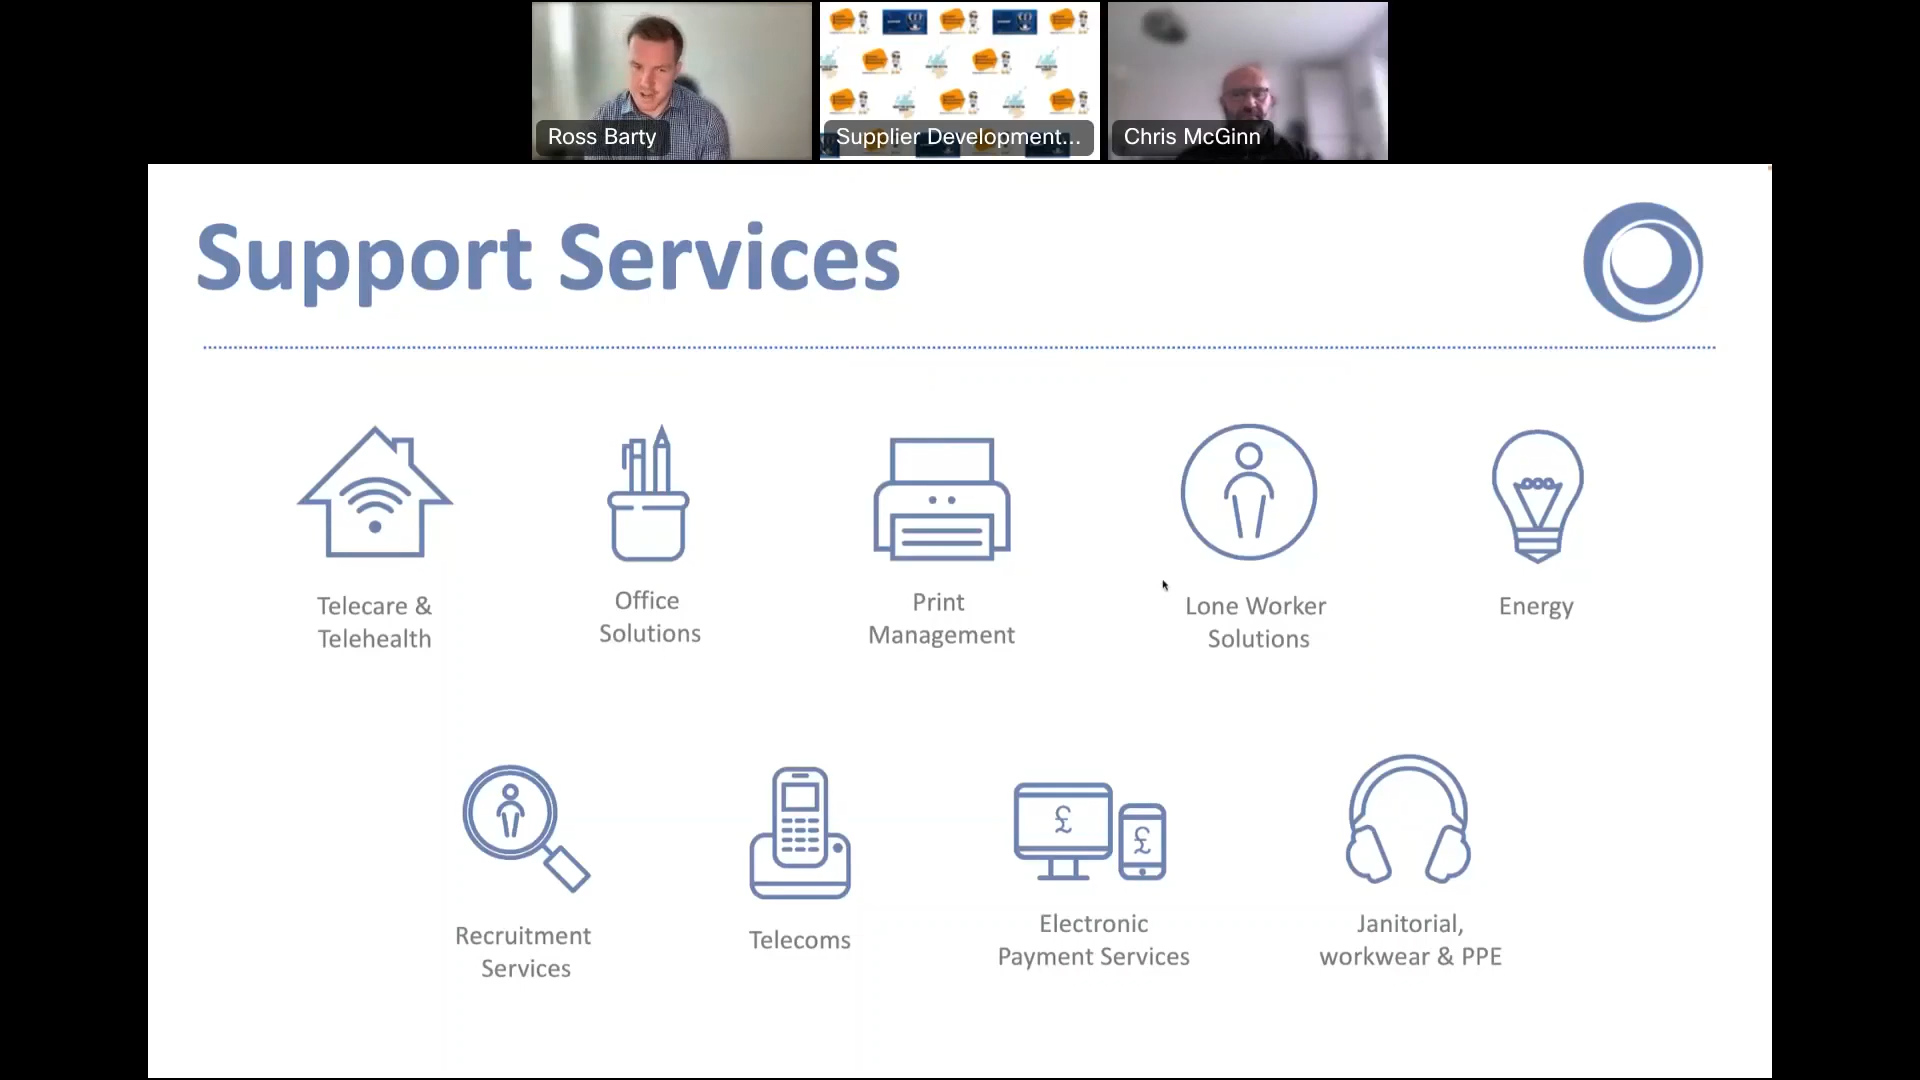 Ross Barty
Supplier Development...
Chris McGinn
Support Services
Telecare &
Telehealth
Office
Solutions
Print
Management
Lone Worker
Solutions
Energy
£
£
Recruitment
Services
Telecoms
Electronic
Payment Services
Janitorial,
workwear & PPE